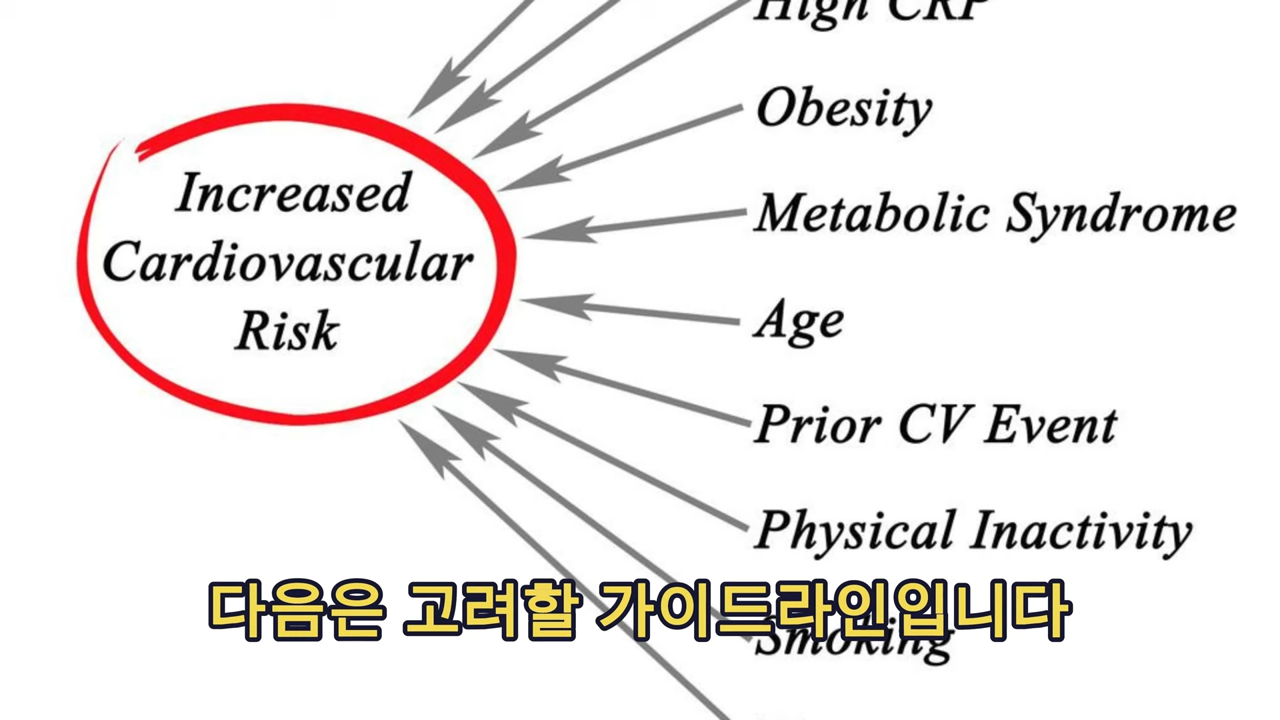 High CRP
Obesity
Increased
Cardiovascular
Risk
Metabolic Syndrome
Age
Prior CV Event
Physical Inactivity
Smoking
다음은 고려할 가이드라인입니다